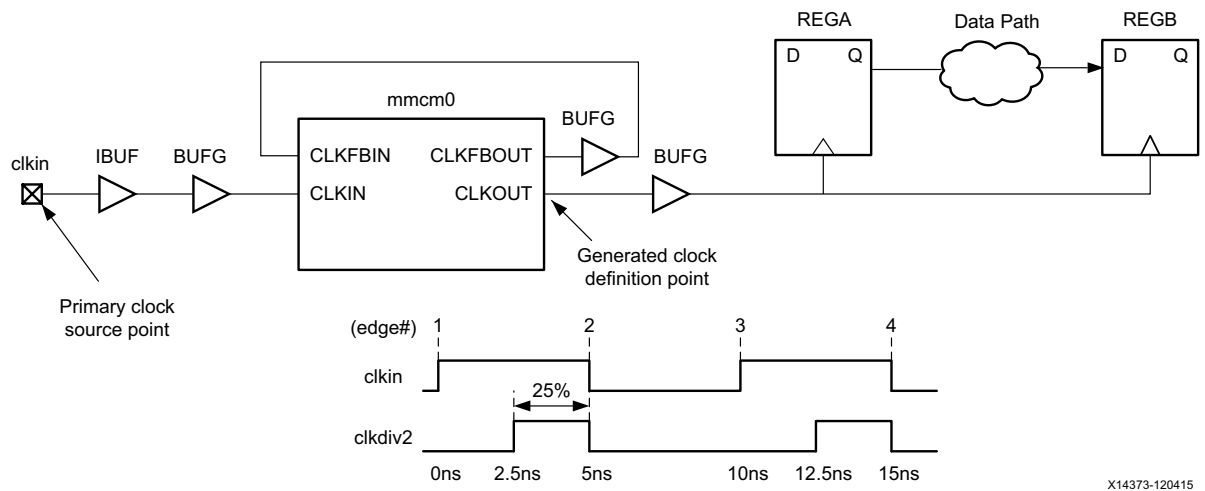 REGA
Data Path
REGB
D Q
D Q
mmcm0
BUFG
BUFG
clkin
IBUF
BUFG
CLKFBIN
CLKFBOUT
CLKIN
CLKOUT
Generated clock
definition point
Primary clock
source point
(edge#) 1 2 3 4
clkin
25%
clkdiv2
0ns 2.5ns 5ns 10ns 12.5ns 15ns
X14373-120415